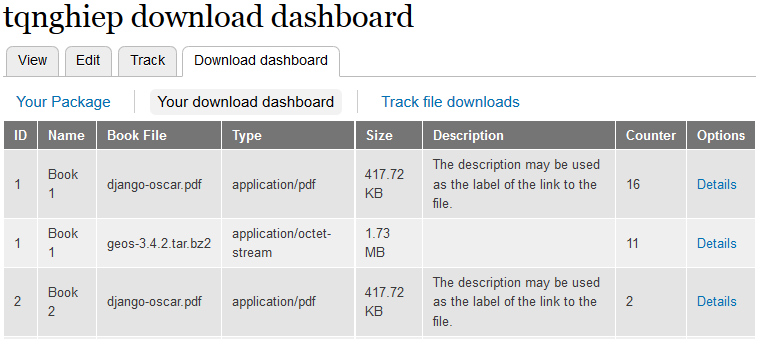 tqnghiep download dashboard
View Edit Track Download dashboard
Your Package Your download dashboard Track file downloads
ID Name Book File Type Size Description Counter Options
1 Book 1 django-oscar.pdf application/pdf 417.72 KB The description may be used as the label of the link to the file. 16 Details
1 Book 1 geos-3.4.2.tar.bz2 application/octet-stream 1.73 MB 11 Details
2 Book 2 django-oscar.pdf application/pdf 417.72 KB The description may be used as the label of the link to the file. 2 Details